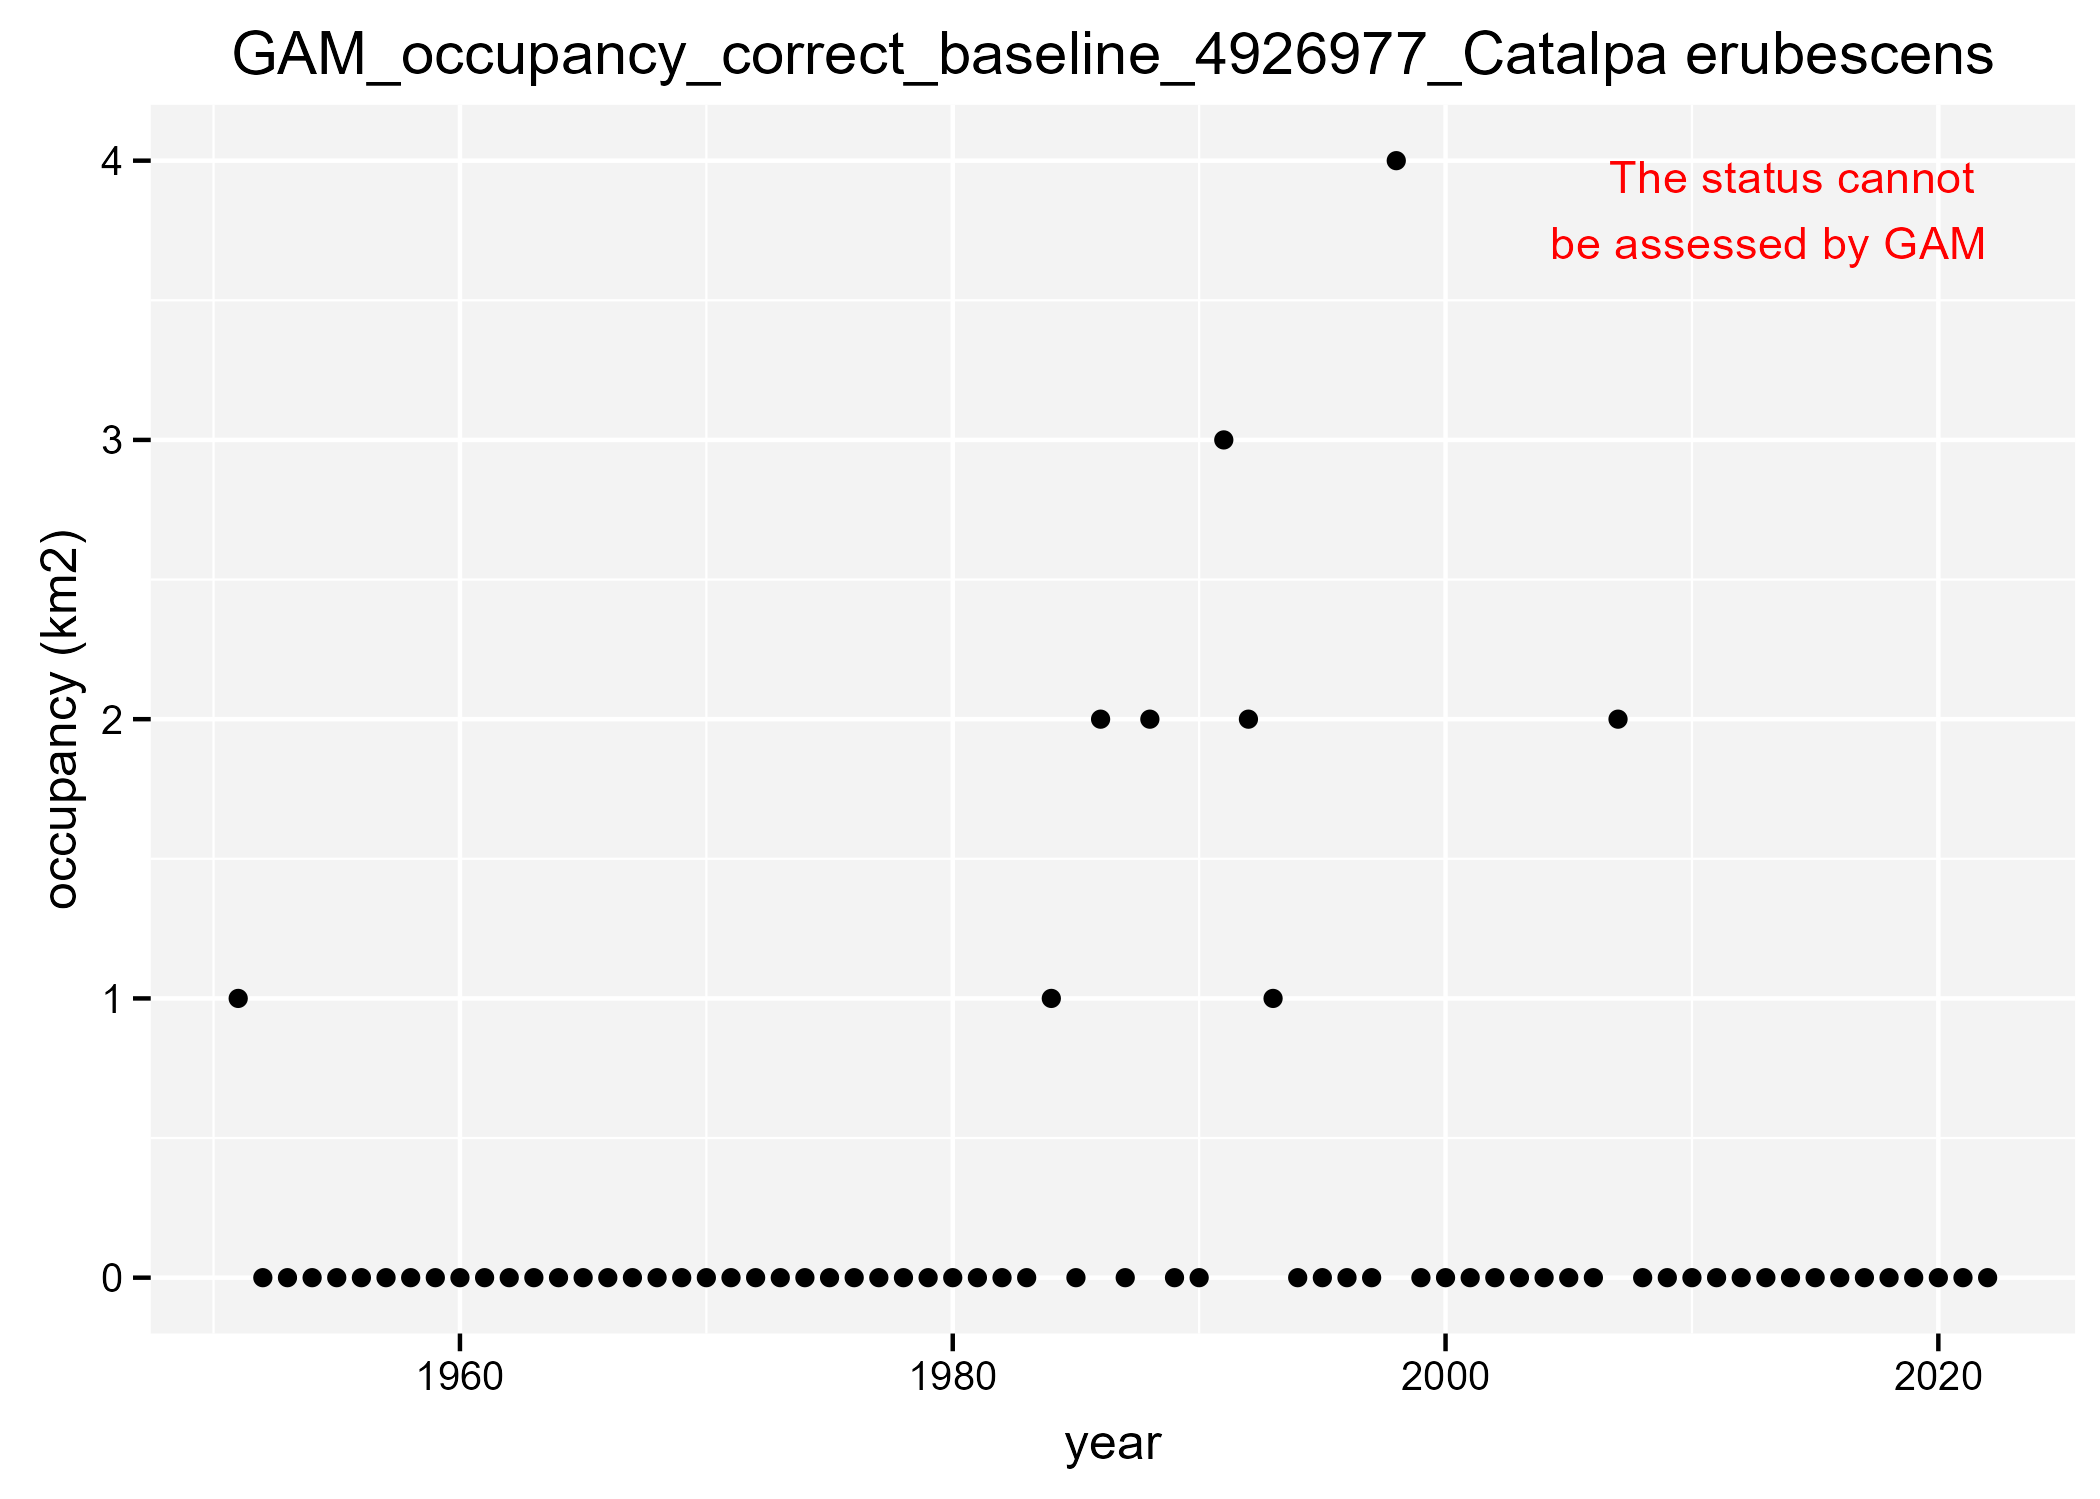 GAM_occupancy_correct_baseline_4926977_Catalpa erubescens
The status cannot
be assessed by GAM
4
3
2
1
0
occupancy (km2)
1960 1980 2000 2020
year